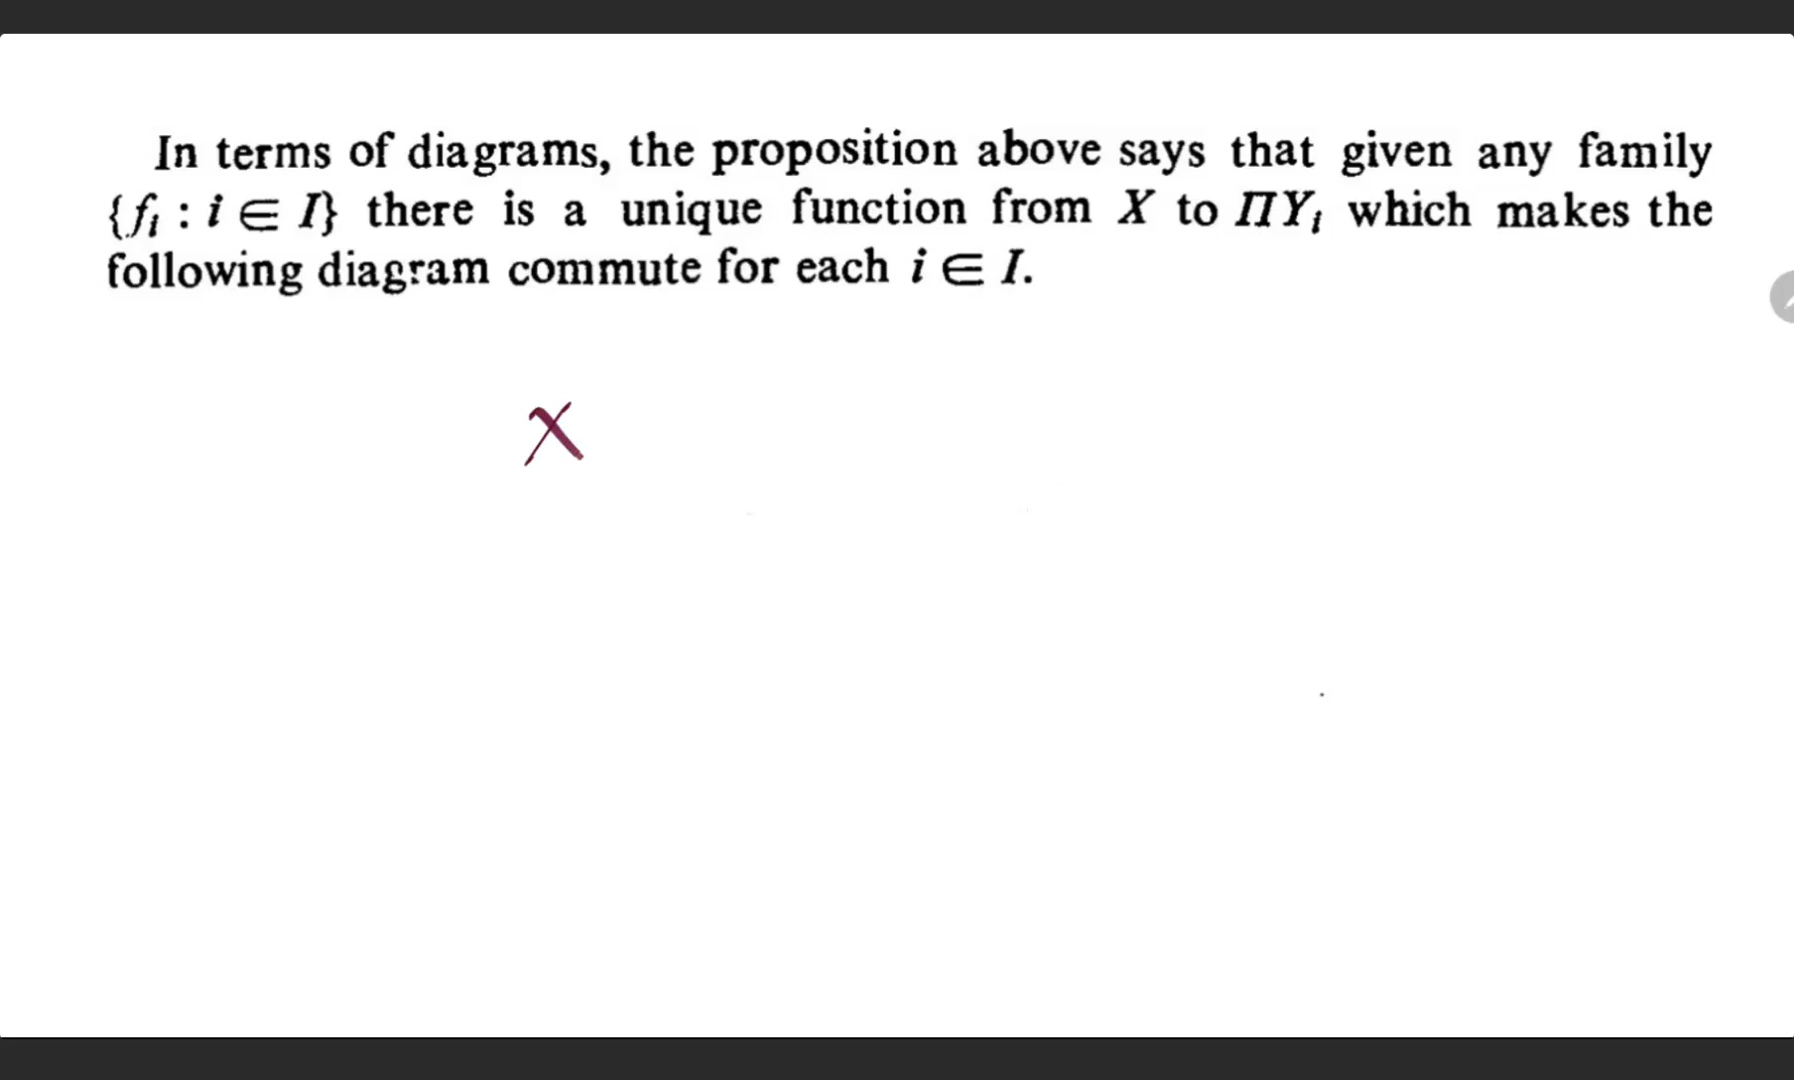 In terms of diagrams, the proposition above says that given any family
{fᵢ : i ∈ I} there is a unique function from X to ΠYᵢ which makes the
following diagram commute for each i ∈ I.
X